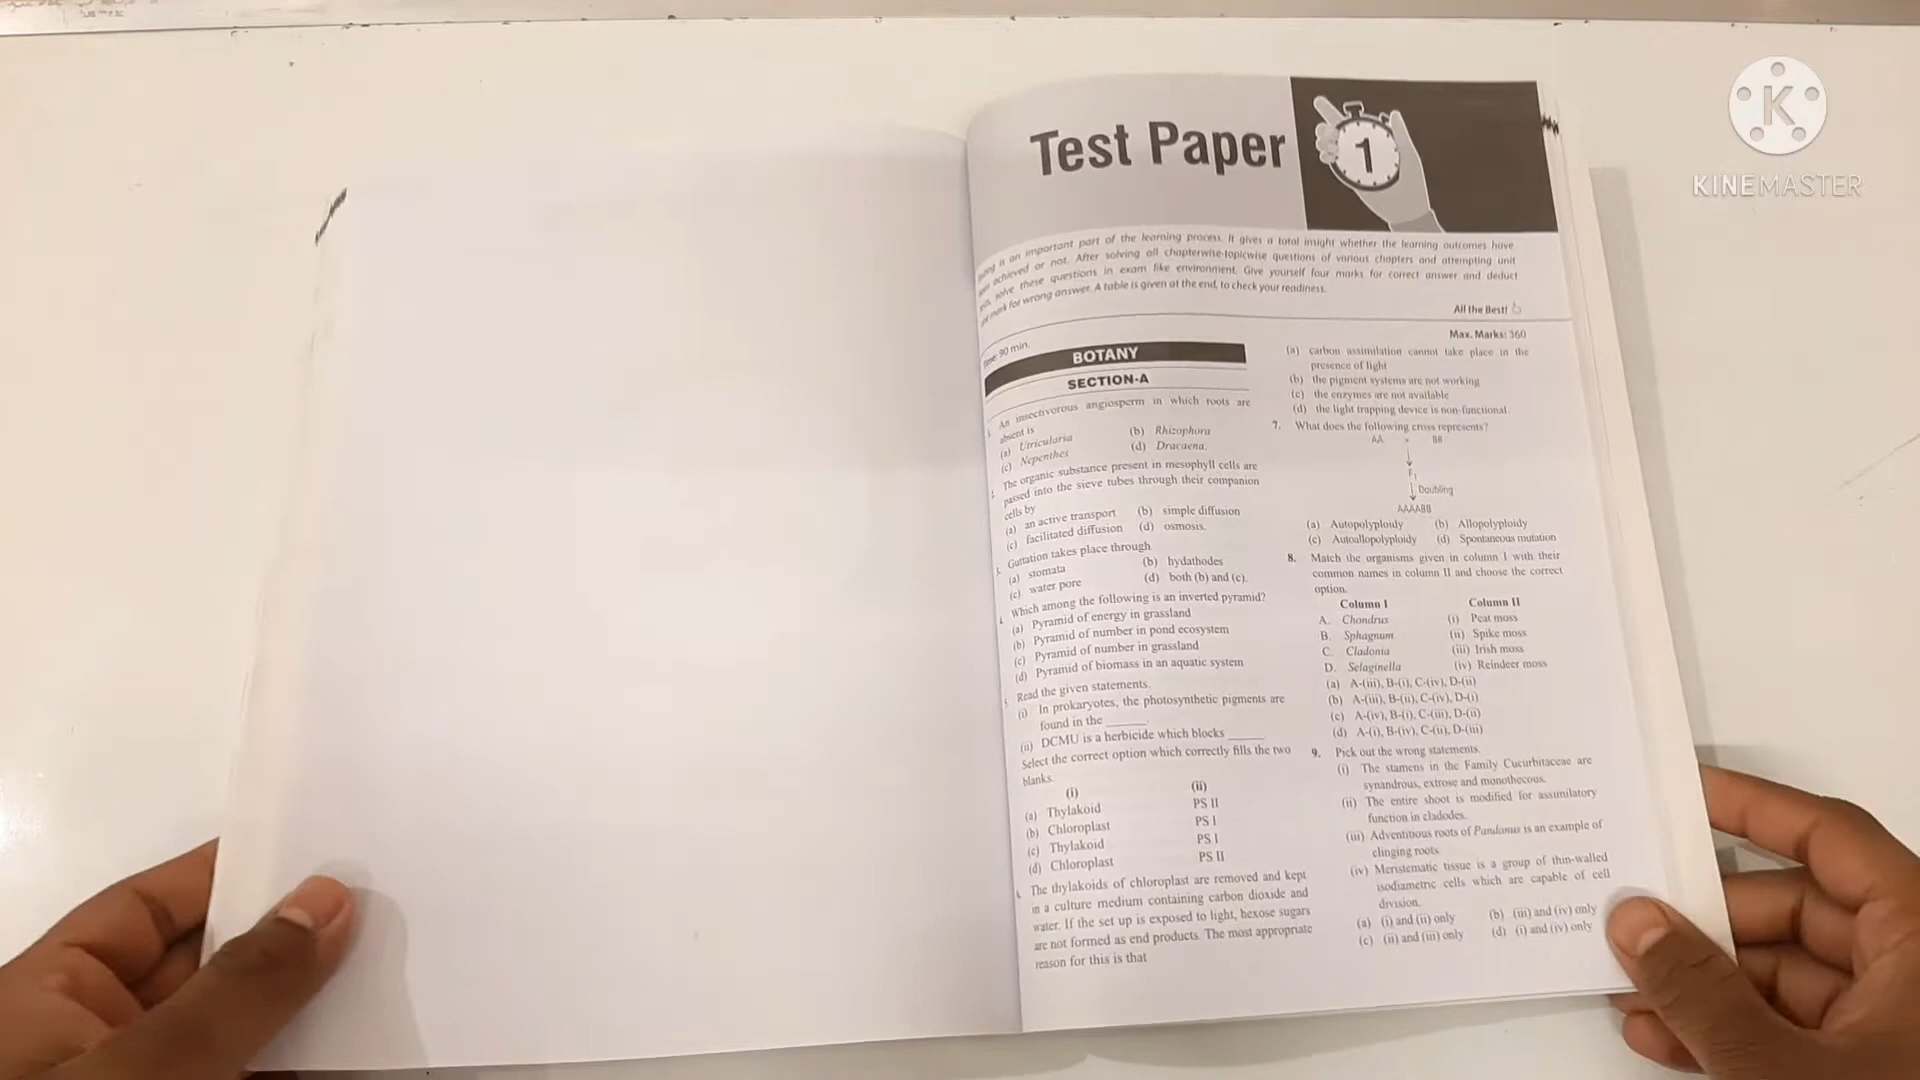 Test Paper
1
is an important part of the learning process. It gives a total insight whether the learning outcomes have
achieved or not. After solving all chapterwise-topicwise questions of various chapters and attempting unit
solve these questions in exam like environment. Give yourself four marks for correct answer and deduct
mark for wrong answer. A table is given at the end, to check your readiness.
All the Best!
Time: 90 min.
Max. Marks: 360
BOTANY
SECTION-A
An insectivorous angiosperm in which roots are
absent is
(a) Utricularia (b) Rhizophora
(c) Nepenthes (d) Dracaena.
The organic substance present in mesophyll cells are
passed into the sieve tubes through their companion
cells by
(a) an active transport (b) simple diffusion
(c) facilitated diffusion (d) osmosis.
Guttation takes place through
(a) stomata (b) hydathodes
(c) water pore (d) both (b) and (c).
Which among the following is an inverted pyramid?
(a) Pyramid of energy in grassland
(b) Pyramid of number in pond ecosystem
(c) Pyramid of number in grassland
(d) Pyramid of biomass in an aquatic system
Read the given statements.
(i) In prokaryotes, the photosynthetic pigments are
found in the ______.
(ii) DCMU is a herbicide which blocks ______
Select the correct option which correctly fills the two
blanks.
(i) (ii)
(a) Thylakoid PS II
(b) Chloroplast PS I
(c) Thylakoid PS I
(d) Chloroplast PS II
The thylakoids of chloroplast are removed and kept
in a culture medium containing carbon dioxide and
water. If the set up is exposed to light, hexose sugars
are not formed as end products. The most appropriate
reason for this is that
(a) carbon assimilation cannot take place in the
presence of light
(b) the pigment systems are not working
(c) the enzymes are not available
(d) the light trapping device is non-functional.
7. What does the following cross represents?
AA × BB
F1
Doubling
AAAABB
(a) Autopolyploidy (b) Allopolyploidy
(c) Autoallopolyploidy (d) Spontaneous mutation
8. Match the organisms given in column I with their
common names in column II and choose the correct
option.
Column I Column II
A. Chondrus (i) Peat moss
B. Sphagnum (ii) Spike moss
C. Cladonia (iii) Irish moss
D. Selaginella (iv) Reindeer moss
(a) A-(iii), B-(i), C-(iv), D-(ii)
(b) A-(iii), B-(ii), C-(iv), D-(i)
(c) A-(iv), B-(i), C-(iii), D-(ii)
(d) A-(i), B-(iv), C-(ii), D-(iii)
9. Pick out the wrong statements.
(i) The stamens in the Family Cucurbitaceae are
synandrous, extrose and monothecous.
(ii) The entire shoot is modified for assimilatory
function in cladodes.
(iii) Adventitious roots of Pandanus is an example of
clinging roots.
(iv) Meristematic tissue is a group of thin-walled
isodiametric cells which are capable of cell
division.
(a) (i) and (ii) only (b) (iii) and (iv) only
(c) (ii) and (iii) only (d) (i) and (iv) only
K
KINEMASTER